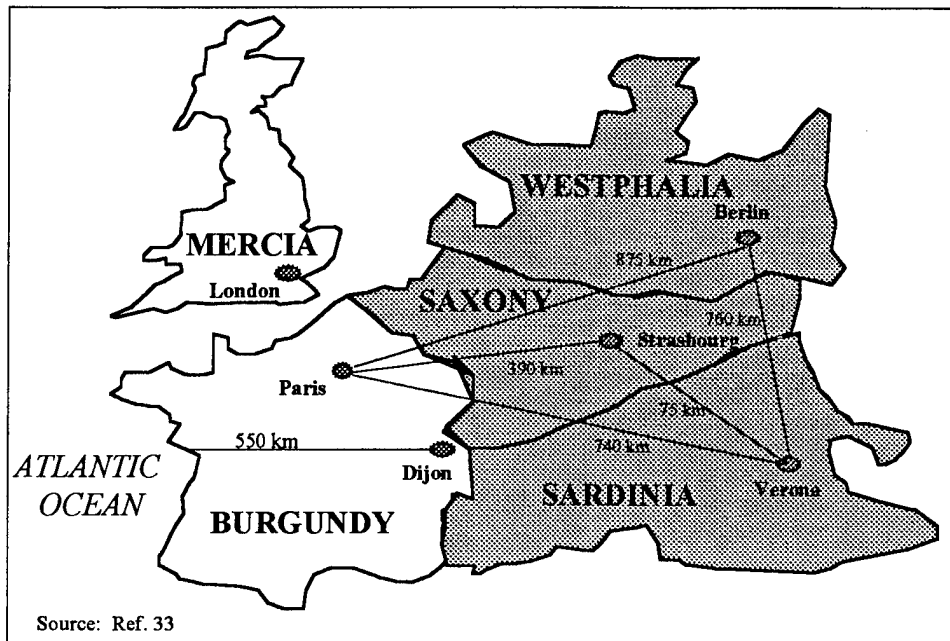 WESTPHALIA
Berlin
MERCIA
875 km
London
SAXONY
760 km
Strasbourg
Paris
390 km
75 km
550 km
740 km
ATLANTIC
OCEAN
Dijon
Verona
SARDINIA
BURGUNDY
Source: Ref. 33